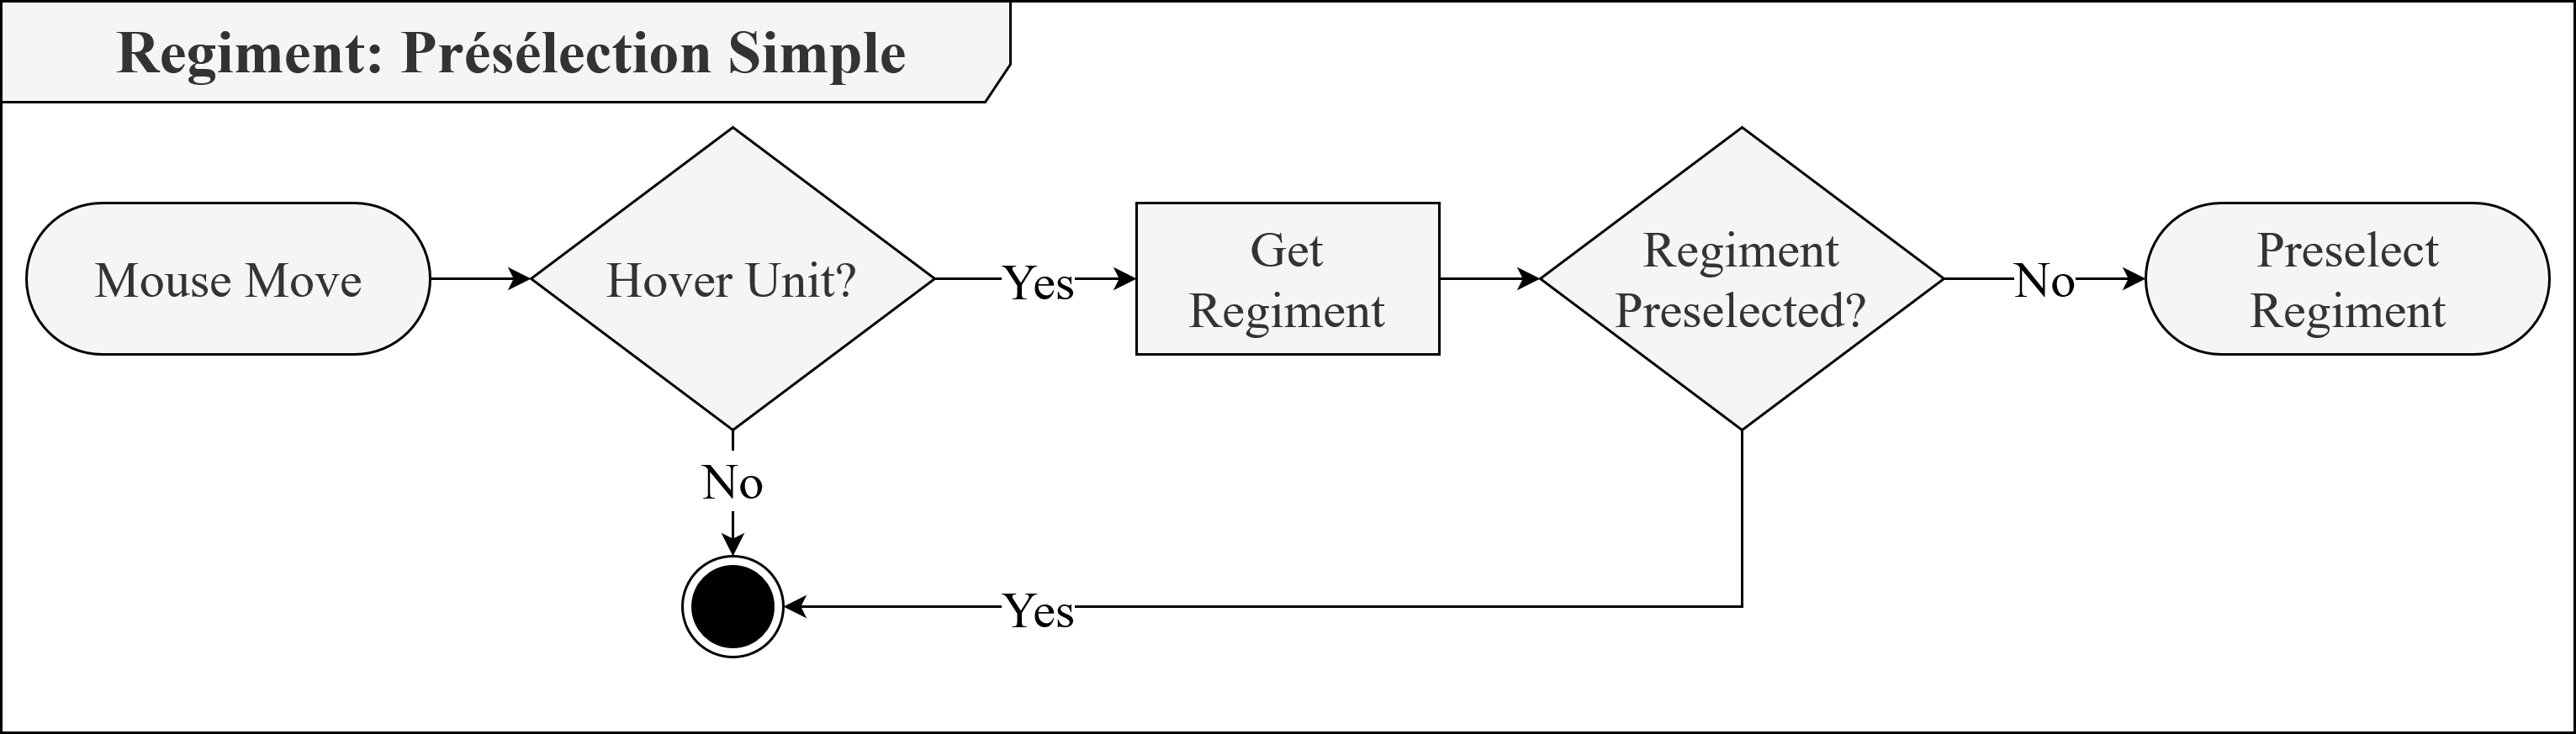 Regiment: Présélection Simple
Mouse Move
Hover Unit?
Yes
Get
Regiment
Regiment
Preselected?
No
Preselect
Regiment
No
Yes